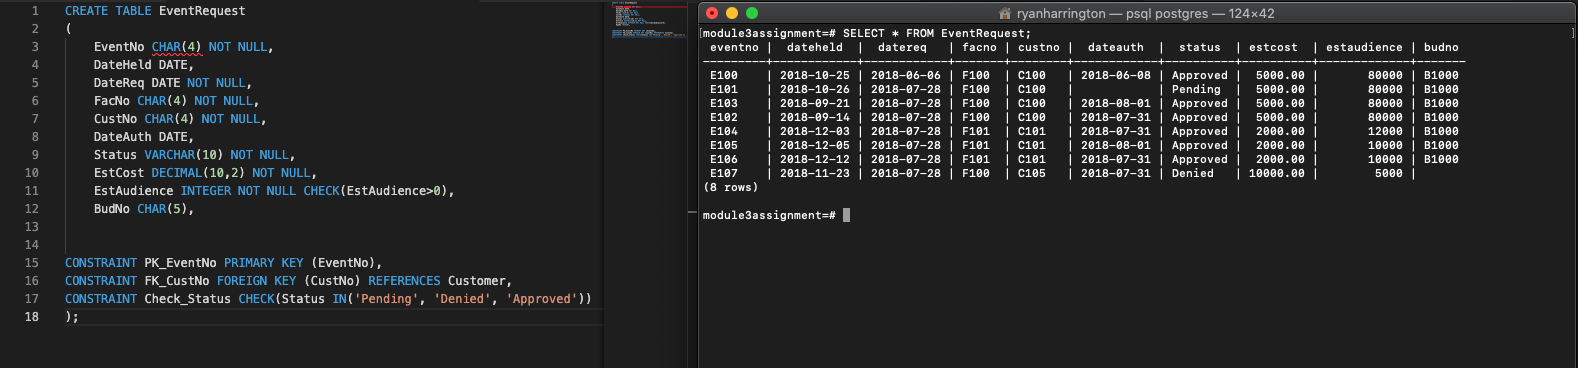 1 CREATE TABLE EventRequest
2 (
3 EventNo CHAR(4) NOT NULL,
4 DateHeld DATE,
5 DateReq DATE NOT NULL,
6 FacNo CHAR(4) NOT NULL,
7 CustNo CHAR(4) NOT NULL,
8 DateAuth DATE,
9 Status VARCHAR(10) NOT NULL,
10 EstCost DECIMAL(10,2) NOT NULL,
11 EstAudience INTEGER NOT NULL CHECK(EstAudience>0),
12 BudNo CHAR(5),
13
14
15 CONSTRAINT PK_EventNo PRIMARY KEY (EventNo),
16 CONSTRAINT FK_CustNo FOREIGN KEY (CustNo) REFERENCES Customer,
17 CONSTRAINT Check_Status CHECK(Status IN('Pending', 'Denied', 'Approved'))
18 );
ryanharrington — psql postgres — 124×42
[module3assignment=# SELECT * FROM EventRequest; ]
eventno | dateheld | datereq | facno | custno | dateauth | status | estcost | estaudience | budno
---------+------------+------------+-------+--------+------------+----------+----------+-------------+-------
E100 | 2018-10-25 | 2018-06-06 | F100 | C100 | 2018-06-08 | Approved | 5000.00 | 80000 | B1000
E101 | 2018-10-26 | 2018-07-28 | F100 | C100 | | Pending | 5000.00 | 80000 | B1000
E103 | 2018-09-21 | 2018-07-28 | F100 | C100 | 2018-08-01 | Approved | 5000.00 | 80000 | B1000
E102 | 2018-09-14 | 2018-07-28 | F100 | C100 | 2018-07-31 | Approved | 5000.00 | 80000 | B1000
E104 | 2018-12-03 | 2018-07-28 | F101 | C101 | 2018-07-31 | Approved | 2000.00 | 12000 | B1000
E105 | 2018-12-05 | 2018-07-28 | F101 | C101 | 2018-08-01 | Approved | 2000.00 | 10000 | B1000
E106 | 2018-12-12 | 2018-07-28 | F101 | C101 | 2018-07-31 | Approved | 2000.00 | 10000 | B1000
E107 | 2018-11-23 | 2018-07-28 | F100 | C105 | 2018-07-31 | Denied | 10000.00 | 5000 |
(8 rows)
module3assignment=#